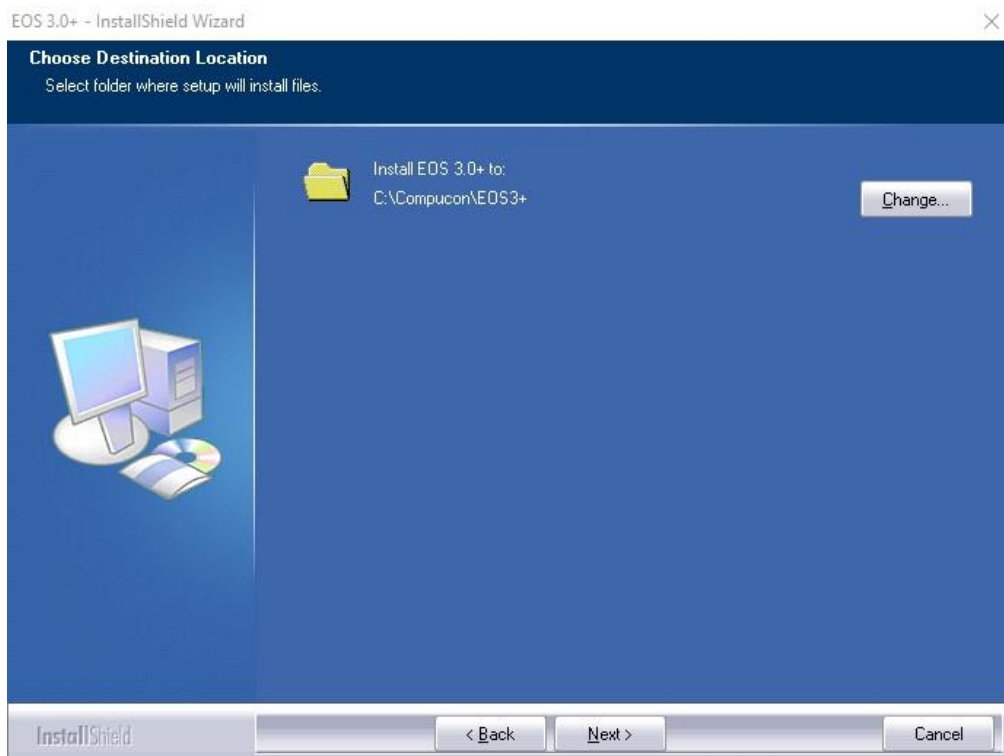 EOS 3.0+ - InstallShield Wizard
Choose Destination Location
Select folder where setup will install files.
Install EOS 3.0+ to:
C:\Compucon\EOS3+
Change...
InstallShield
< Back
Next >
Cancel